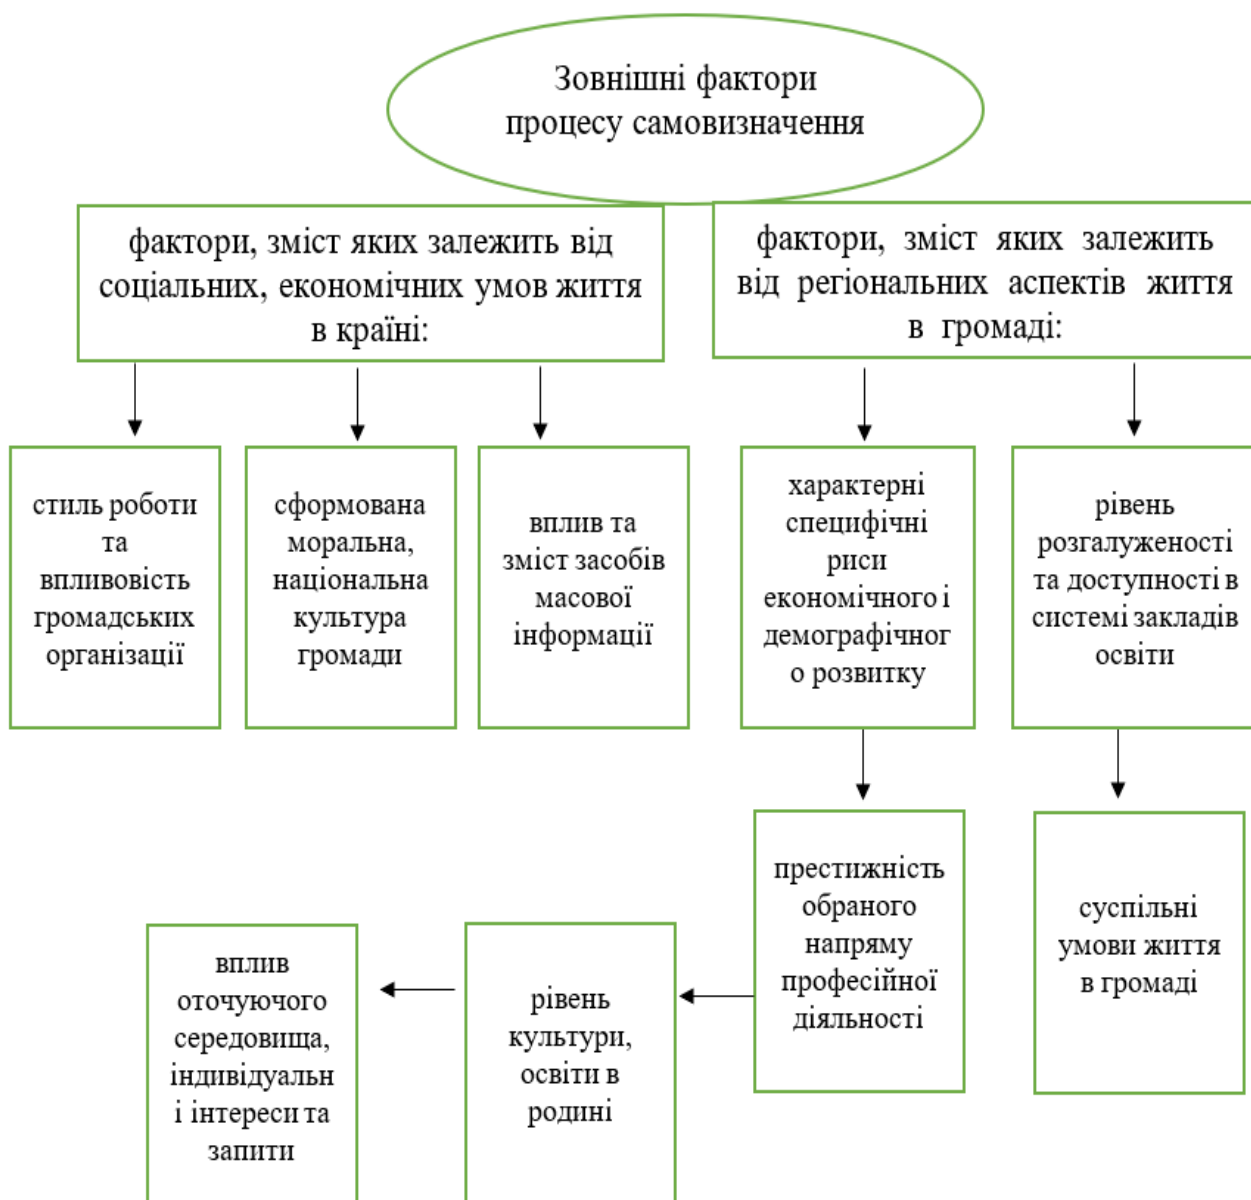 Зовнішні фактори
процесу самовизначення
фактори, зміст яких залежить від
соціальних, економічних умов життя
в країні:
фактори, зміст яких залежить
від регіональних аспектів життя
в громаді:
стиль роботи
та
впливовість
громадських
організації
сформована
моральна,
національна
культура
громади
вплив та
зміст засобів
масової
інформації
характерні
специфічні
риси
економічного і
демографічног
о розвитку
рівень
розгалуженості
та доступності в
системі закладів
освіти
престижність
обраного
напряму
професійної
діяльності
суспільні
умови життя
в громаді
рівень
культури,
освіти в
родині
вплив
оточуючого
середовища,
індивідуальн
і інтереси та
запити